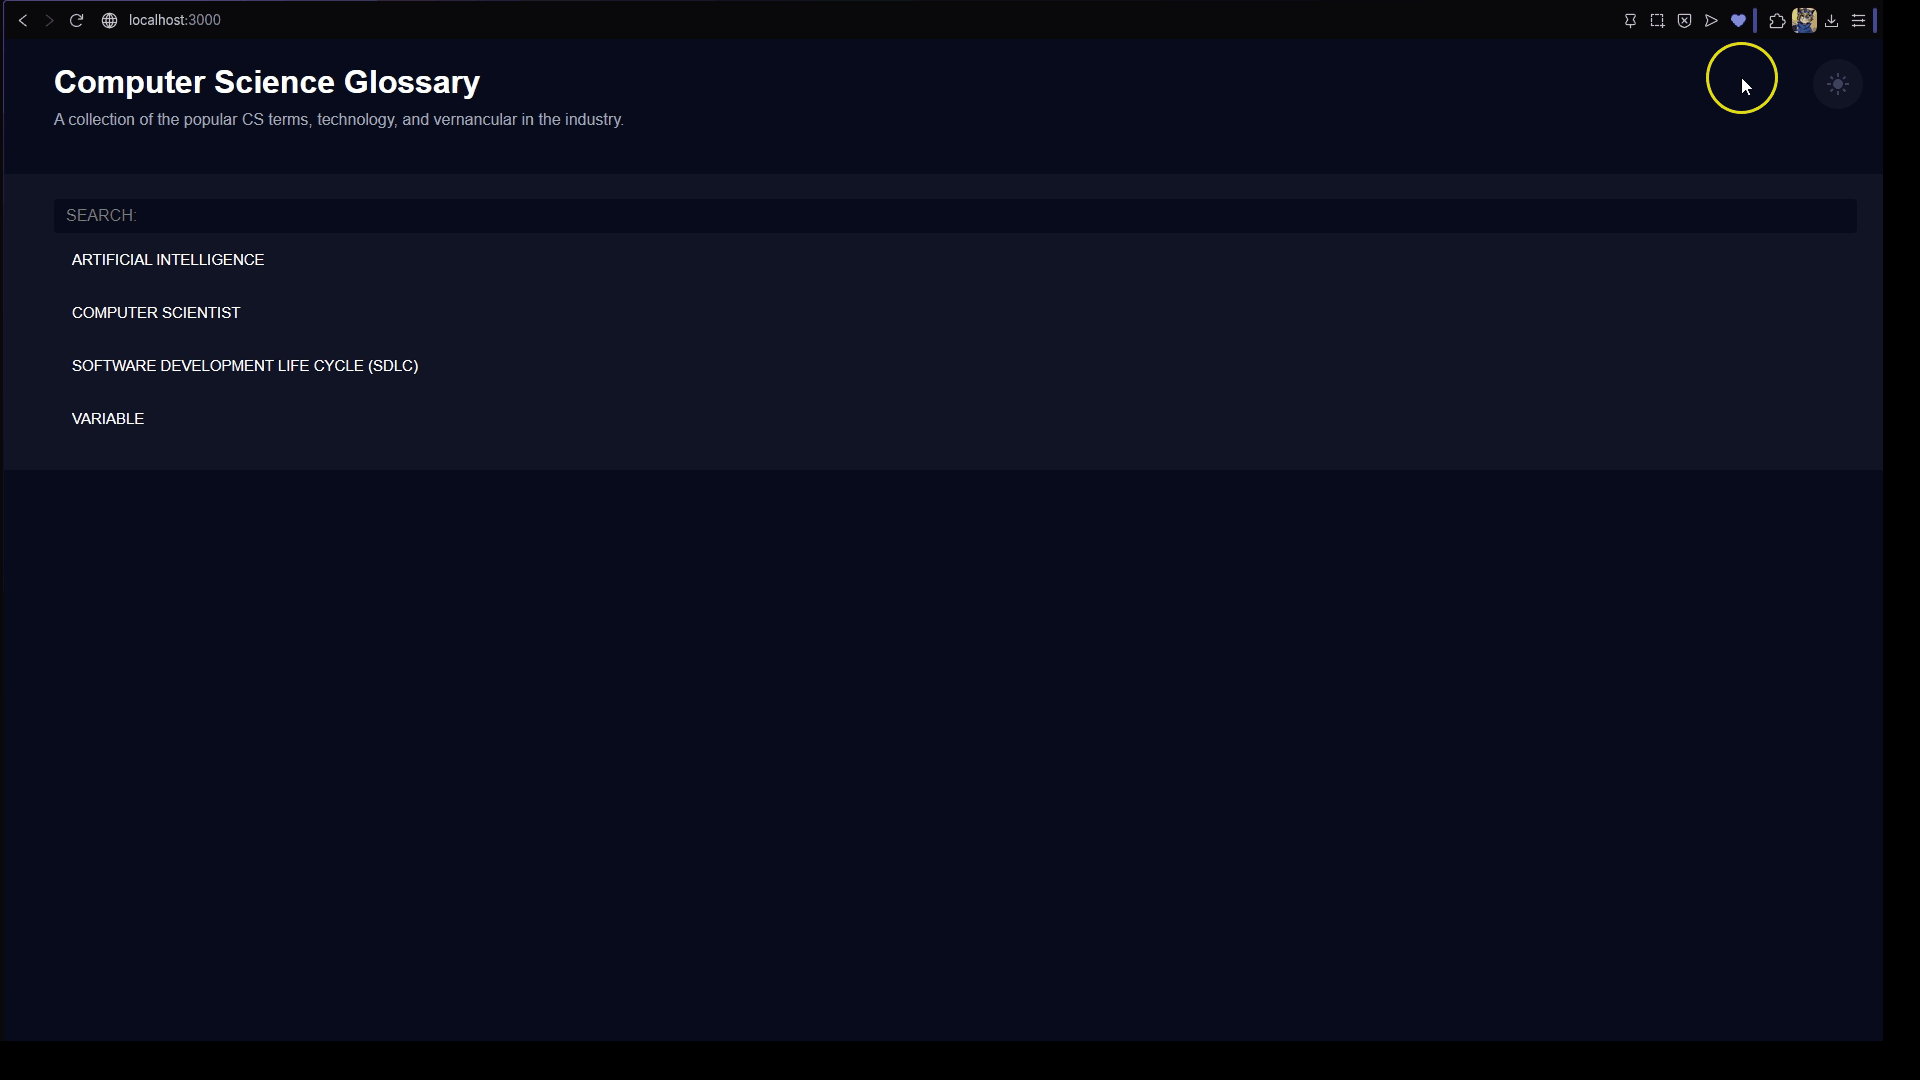 localhost:3000
Computer Science Glossary
A collection of the popular CS terms, technology, and vernancular in the industry.
SEARCH:
ARTIFICIAL INTELLIGENCE
COMPUTER SCIENTIST
SOFTWARE DEVELOPMENT LIFE CYCLE (SDLC)
VARIABLE